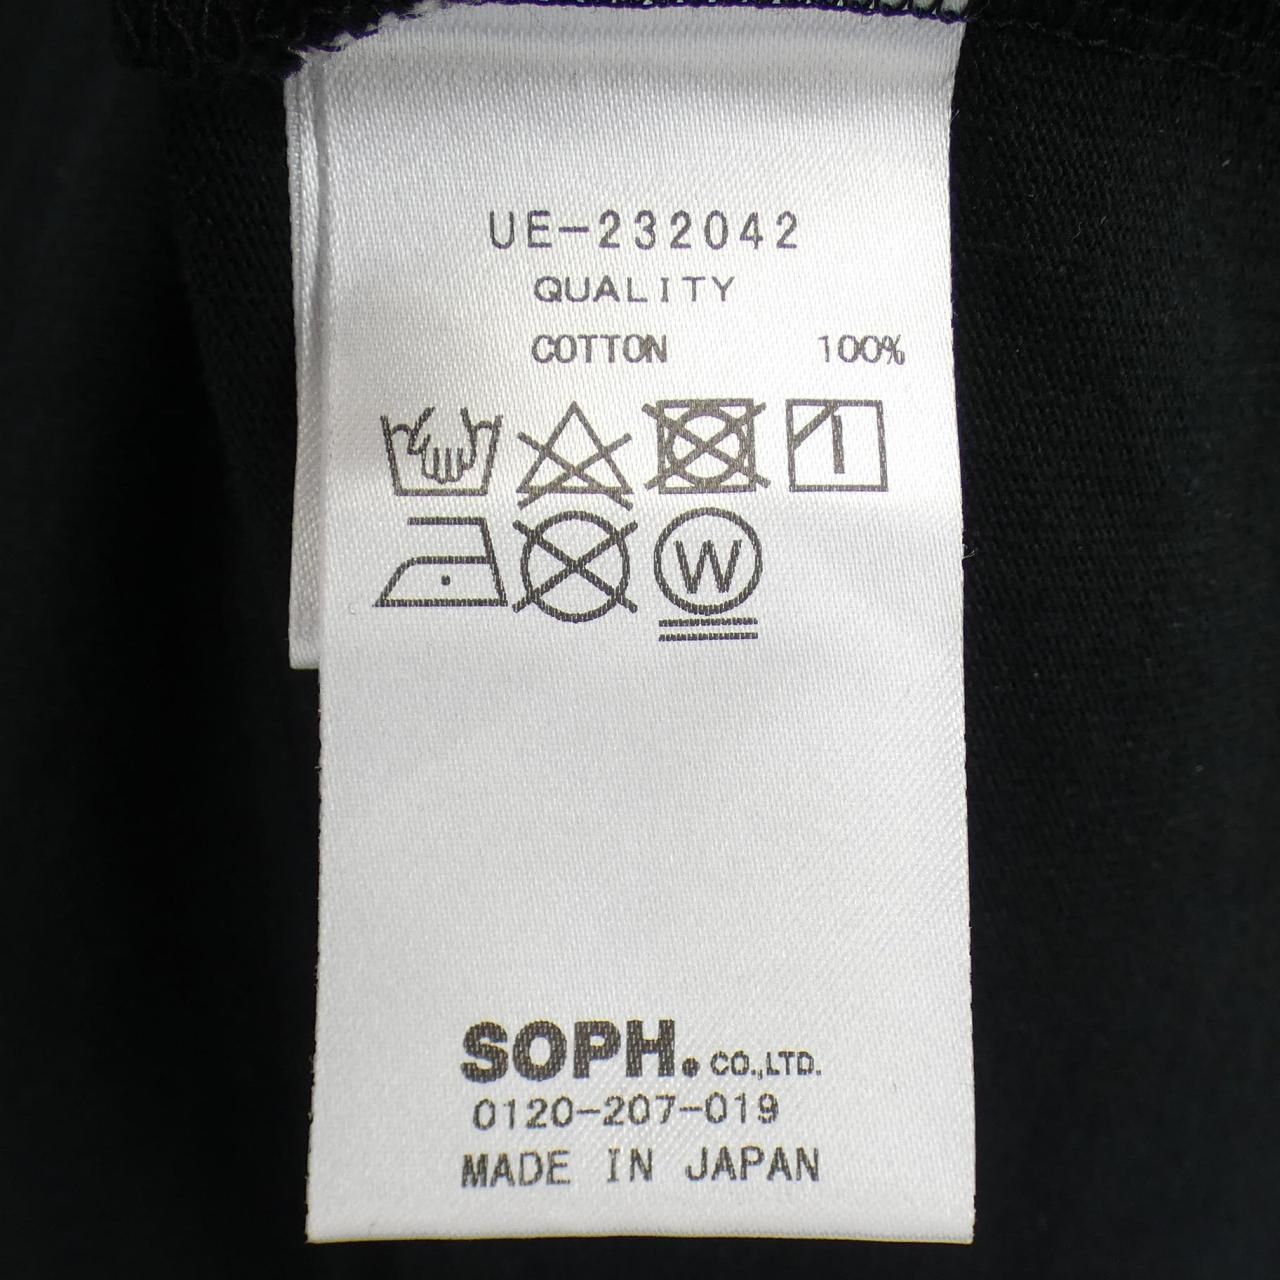 UE-232042
QUALITY
COTTON 100%
W
SOPH. CO.,LTD.
0120-207-019
MADE IN JAPAN